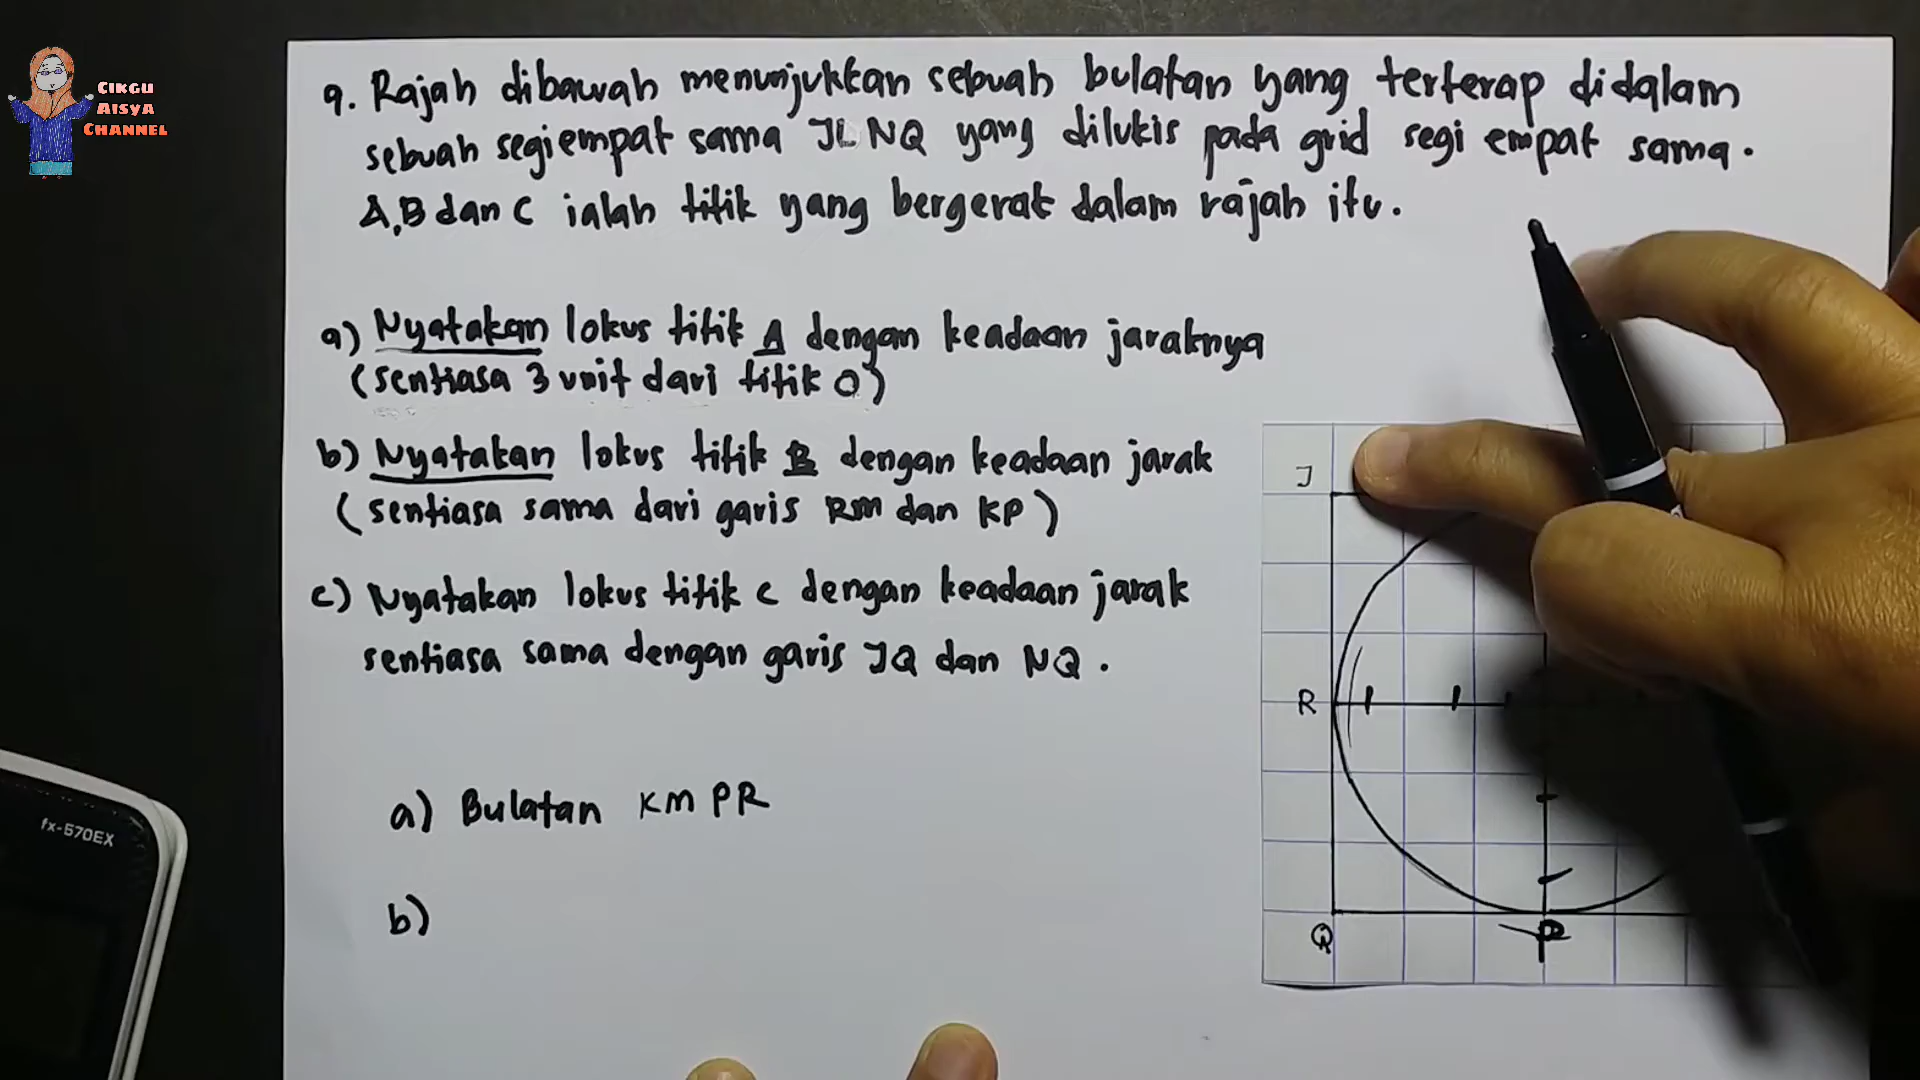 CIKGU
AISYA
CHANNEL
9. Rajah dibawah menunjukkan sebuah bulatan yang terterap didalam
sebuah segiempat sama JLNQ yang dilukis pada grid segi empat sama.
A,B dan C ialah titik yang bergerak dalam rajah itu.
a) Nyatakan lokus titik A dengan keadaan jaraknya
(sentiasa 3 unit dari titik O)
b) Nyatakan lokus titik B dengan keadaan jarak
(sentiasa sama dari garis RM dan KP)
c) Nyatakan lokus titik C dengan keadaan jarak
sentiasa sama dengan garis JQ dan NQ.
a) Bulatan KMPR
b)
J
R
Q
P
fx-570EX